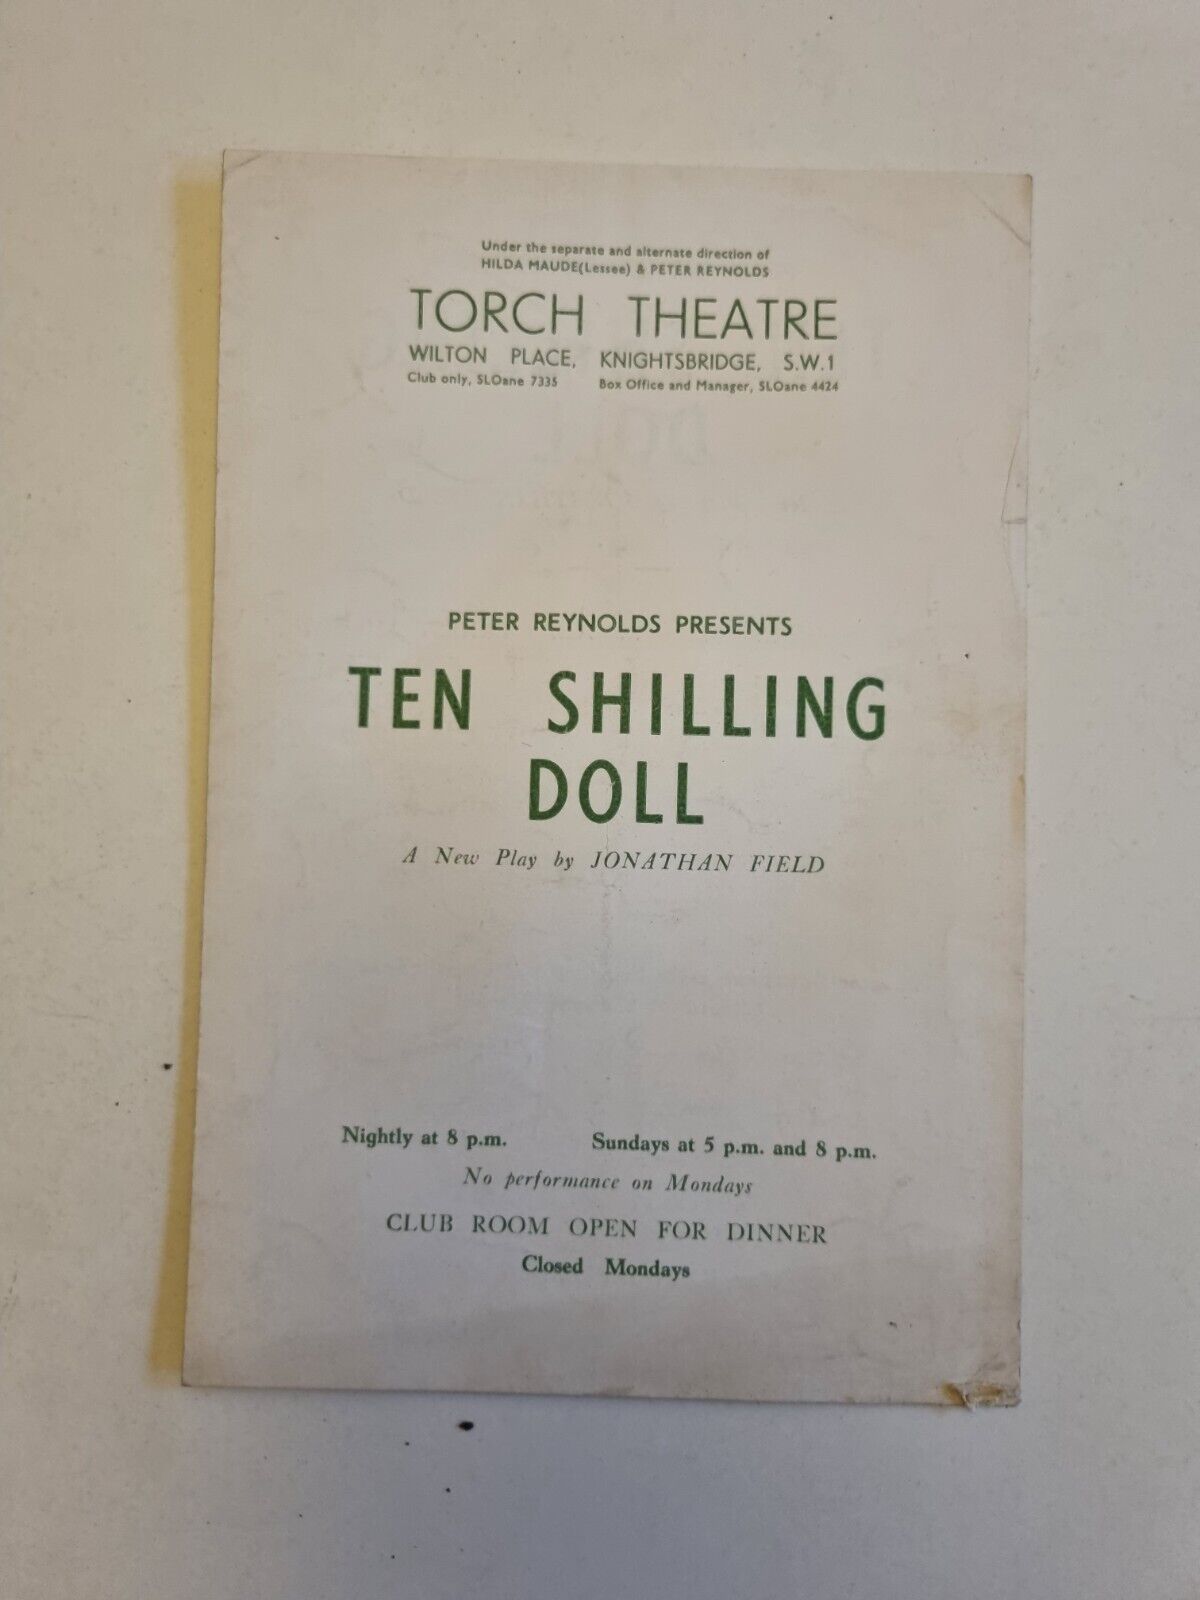 Under the separate and alternate direction of
HILDA MAUDE(Lessee) & PETER REYNOLDS
TORCH THEATRE
WILTON PLACE, KNIGHTSBRIDGE, S.W.1
Club only, SLOane 7335 Box Office and Manager, SLOane 4424
PETER REYNOLDS PRESENTS
TEN SHILLING
DOLL
A New Play by JONATHAN FIELD
Nightly at 8 p.m. Sundays at 5 p.m. and 8 p.m.
No performance on Mondays
CLUB ROOM OPEN FOR DINNER
Closed Mondays